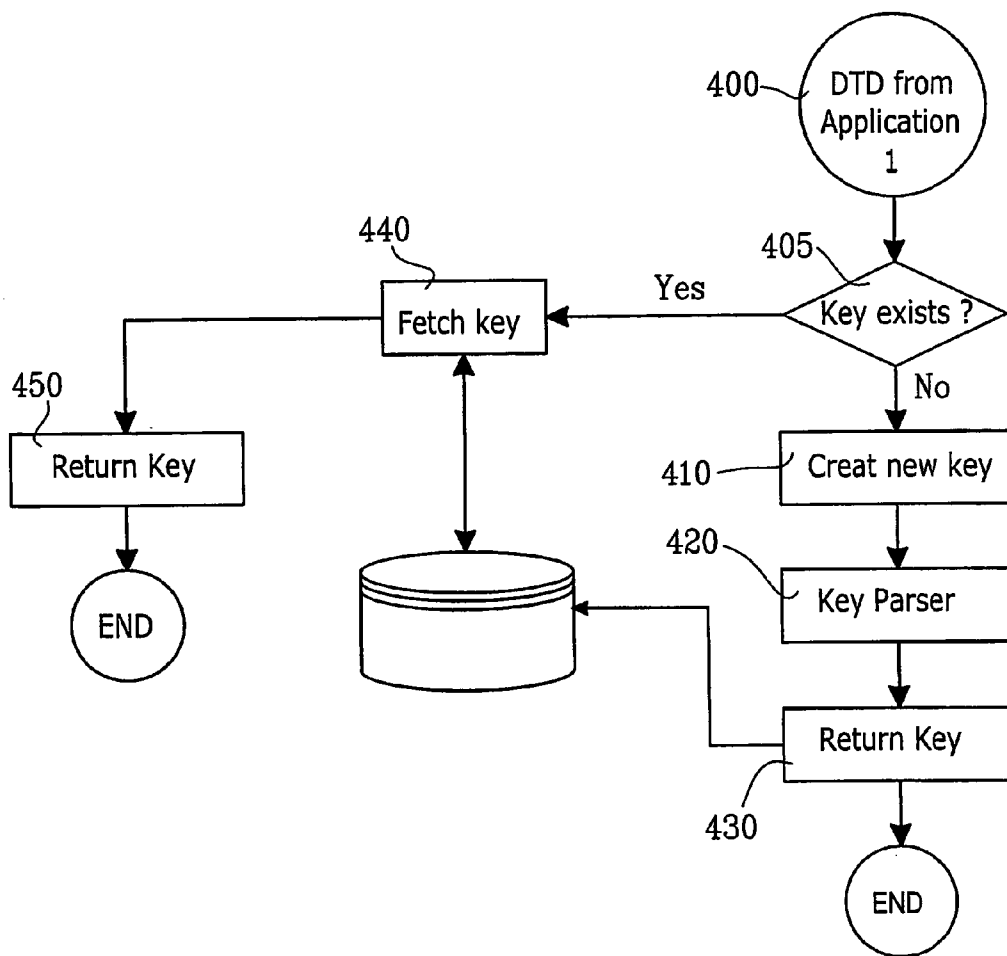 400
DTD from
Application
1
440
405
Yes
Key exists ?
Fetch key
No
450
Return Key
410
Creat new key
420
Key Parser
END
Return Key
430
END